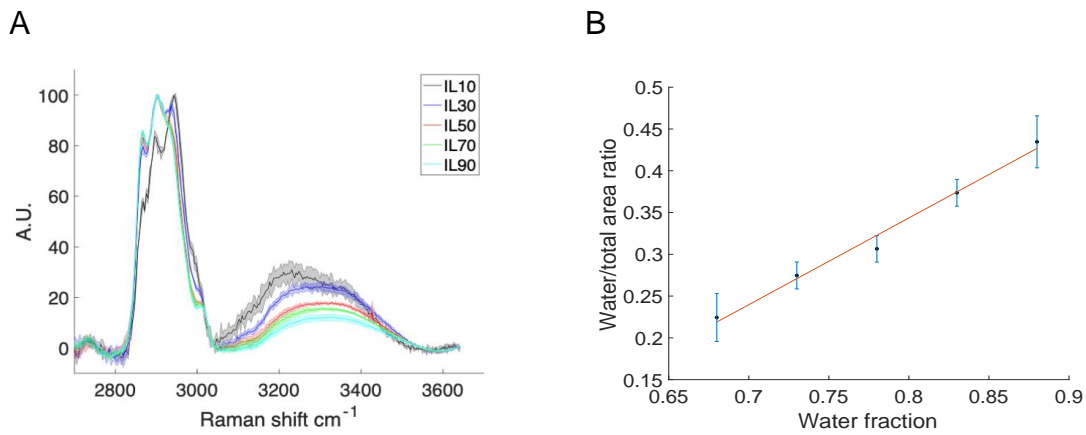 A
B
A.U.
100
80
60
40
20
0
IL10
IL30
IL50
IL70
IL90
2800
3000
3200
3400
3600
Raman shift cm-1
Water/total area ratio
0.5
0.45
0.4
0.35
0.3
0.25
0.2
0.15
0.65
0.7
0.75
0.8
0.85
0.9
Water fraction